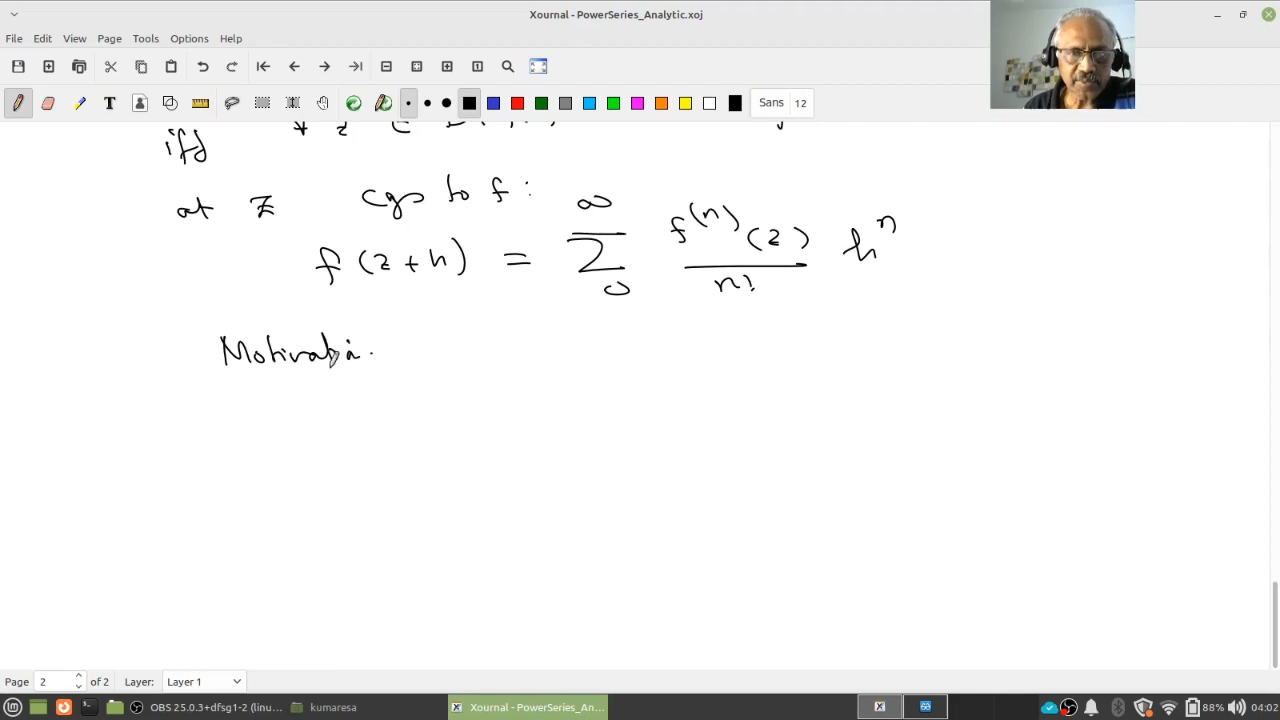 Xournal - PowerSeries_Analytic.xoj
File Edit View Page Tools Options Help
Sans 12
iff
at z cgs to f :
f (z + h) = ∞ Σ 0 f^(n) (z) / n! h^n
Motivatio.
Page 2 of 2 Layer: Layer 1
OBS 25.0.3+dfsg1-2 (linu... kumaresa Xournal - PowerSeries_An... 88% 04:02